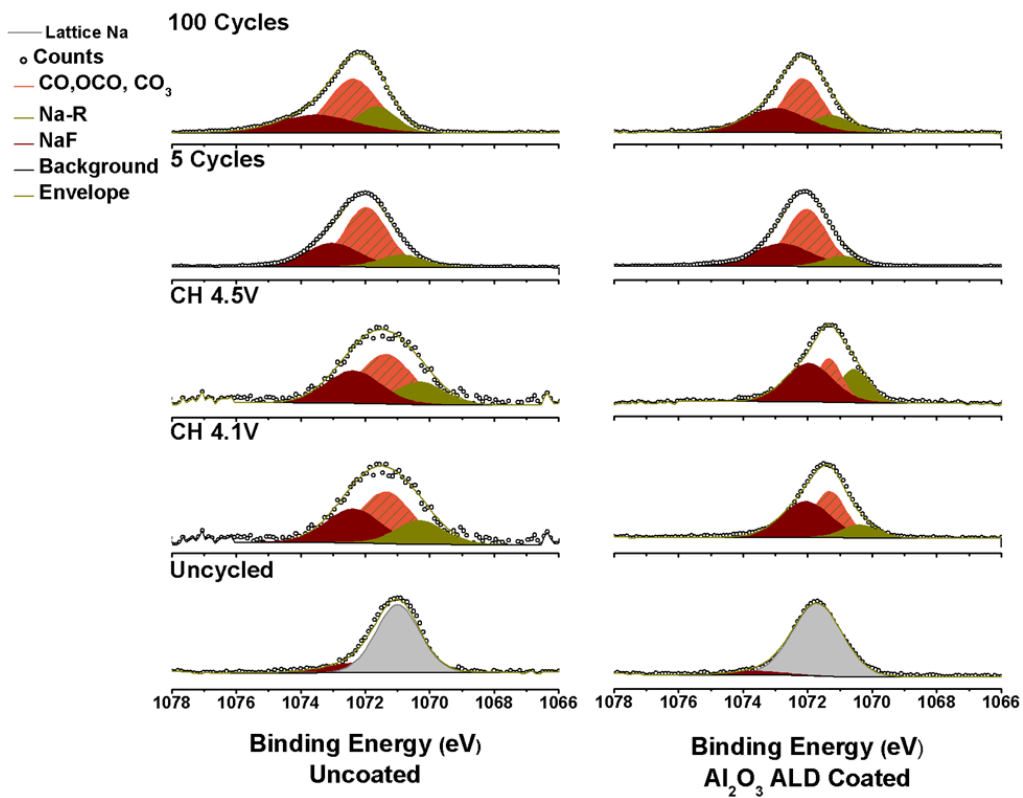 100 Cycles
Lattice Na
Counts
CO,OCO, CO₃
Na-R
NaF
Background
Envelope
5 Cycles
CH 4.5V
CH 4.1V
Uncycled
1078 1076 1074 1072 1070 1068 1066
1078 1076 1074 1072 1070 1068 1066
Binding Energy (eV)
Uncoated
Binding Energy (eV)
Al₂O₃ ALD Coated